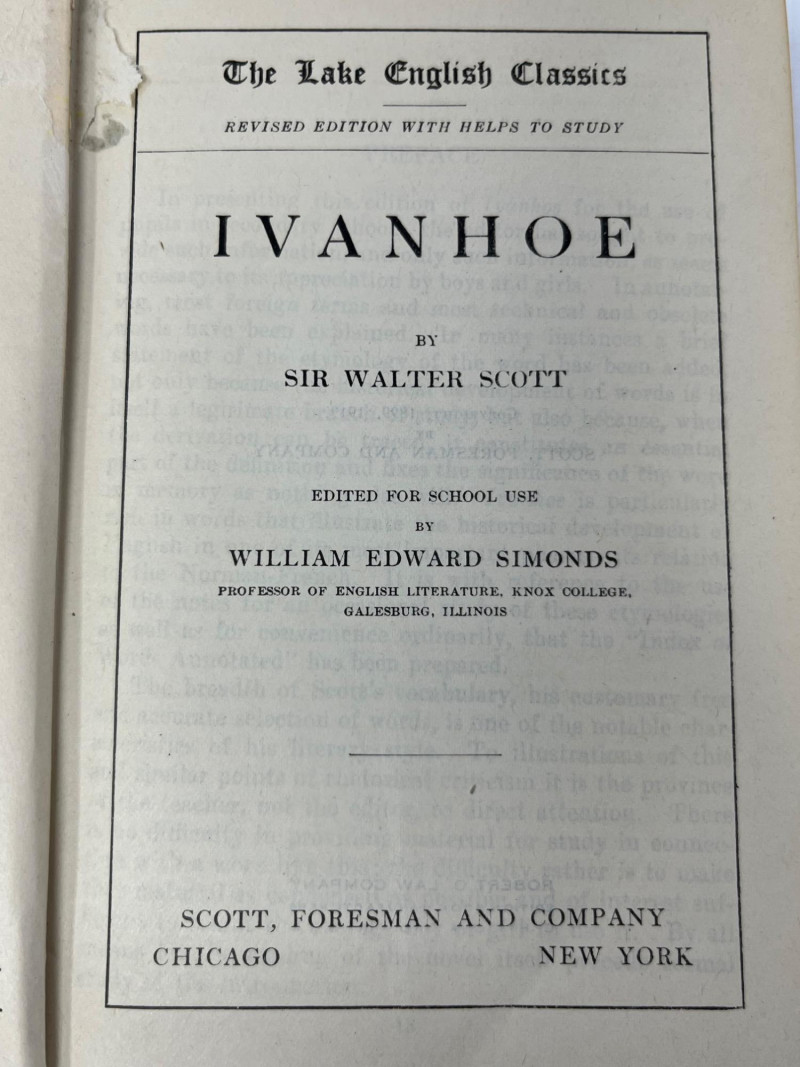 The Lake English Classics
REVISED EDITION WITH HELPS TO STUDY
IVANHOE
BY
SIR WALTER SCOTT
EDITED FOR SCHOOL USE
BY
WILLIAM EDWARD SIMONDS
PROFESSOR OF ENGLISH LITERATURE, KNOX COLLEGE,
GALESBURG, ILLINOIS
SCOTT, FORESMAN AND COMPANY
CHICAGO NEW YORK